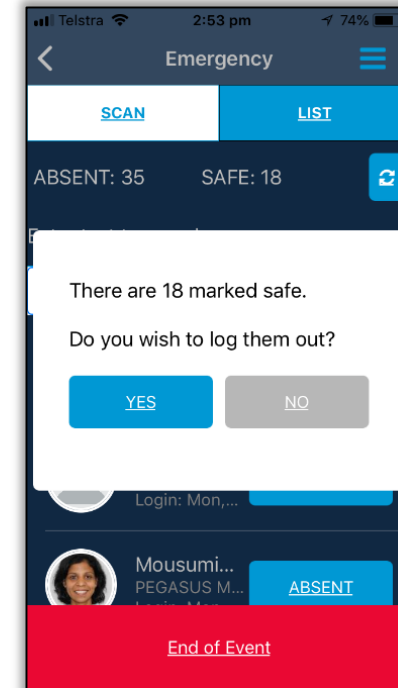 Telstra 2:53 pm 74%
Emergency
SCAN LIST
ABSENT: 35 SAFE: 18
There are 18 marked safe.
Do you wish to log them out?
YES NO
Login: Mon,...
Mousumi...
PEGASUS M... ABSENT
End of Event